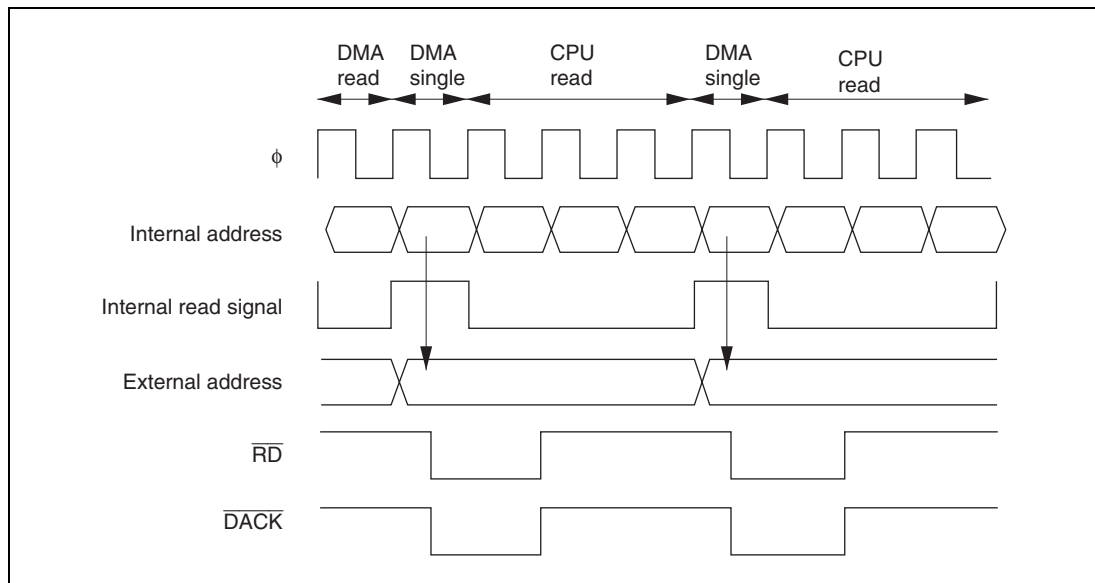 DMA read
DMA single
CPU read
DMA single
CPU read
ϕ
Internal address
Internal read signal
External address
RD
DACK